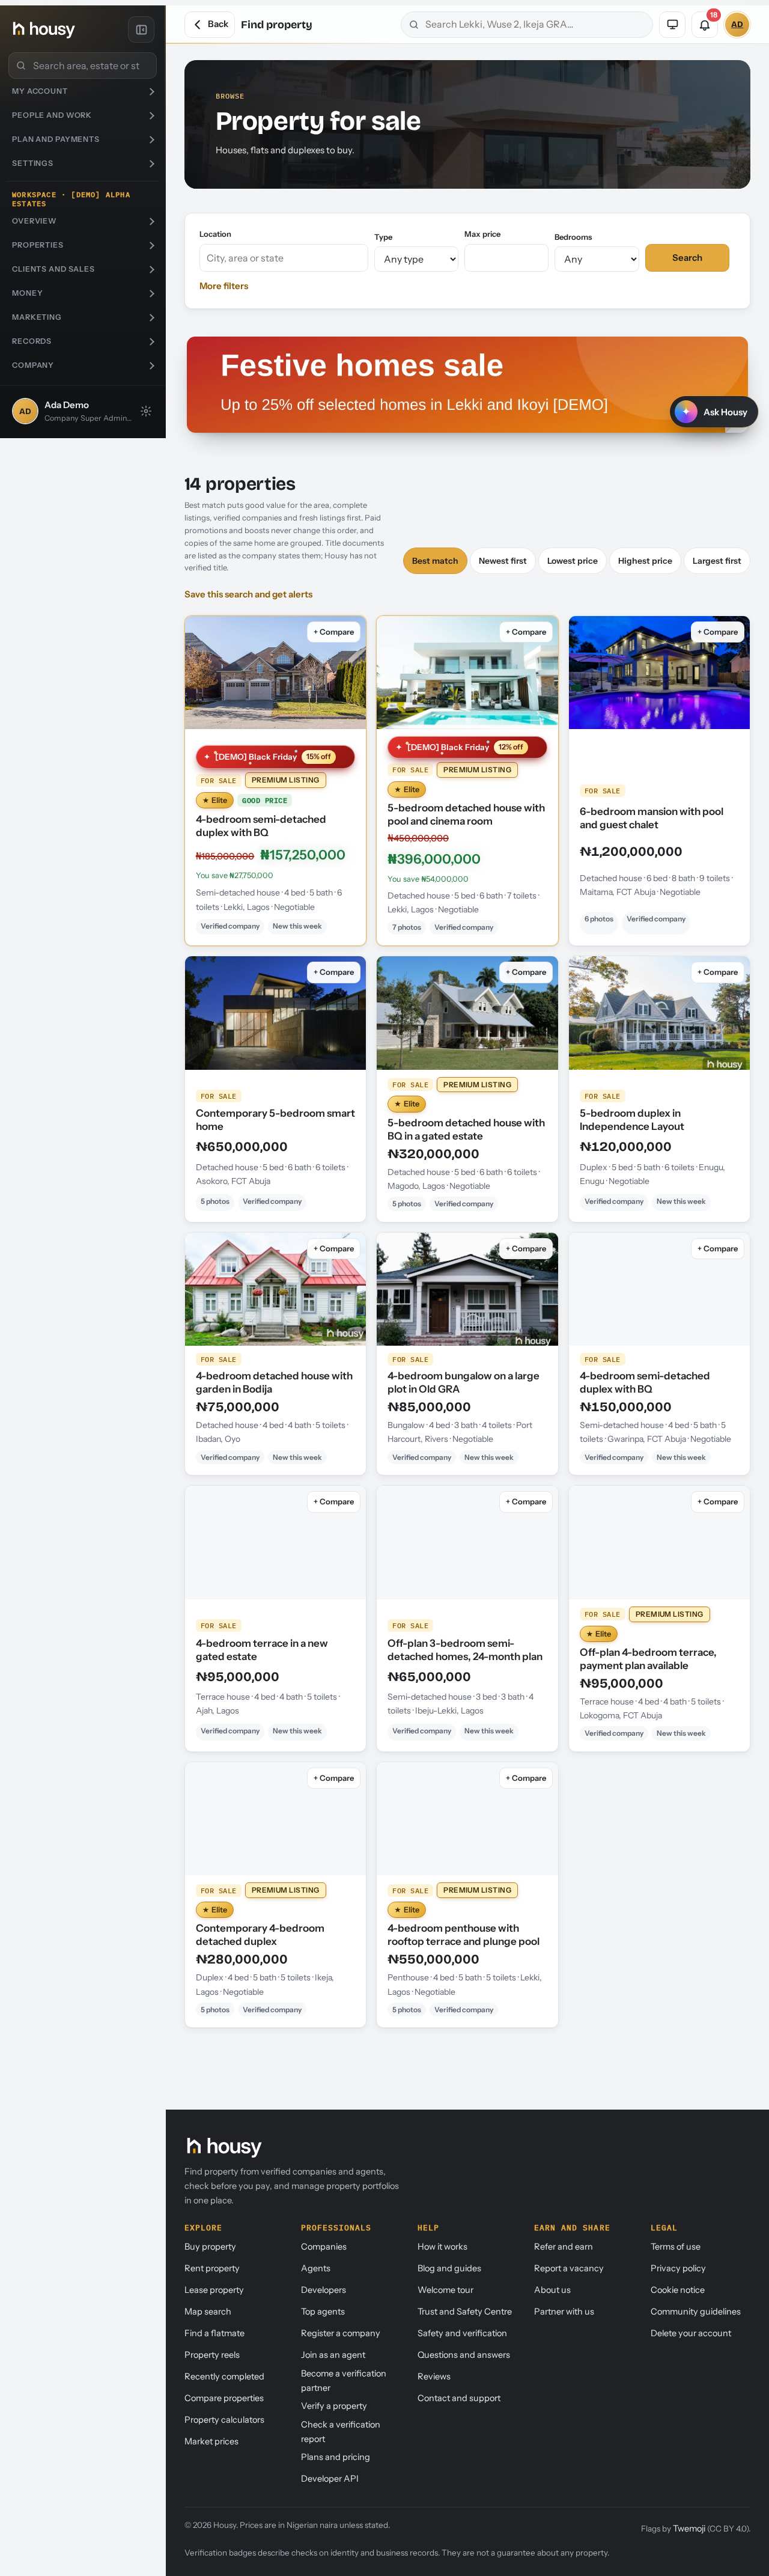 housy
Search area, estate or st
MY ACCOUNT
PEOPLE AND WORK
PLAN AND PAYMENTS
SETTINGS
WORKSPACE · [DEMO] ALPHA
ESTATES
OVERVIEW
PROPERTIES
CLIENTS AND SALES
MONEY
MARKETING
RECORDS
COMPANY
AD
Ada Demo
Company Super Admin...
Back
Find property
Search Lekki, Wuse 2, Ikeja GRA...
18
AD
BROWSE
Property for sale
Houses, flats and duplexes to buy.
Location
Type
Max price
Bedrooms
City, area or state
Any type
Any
Search
More filters
Festive homes sale
Up to 25% off selected homes in Lekki and Ikoyi [DEMO]
Ask Housy
14 properties
Best match puts good value for the area, complete
listings, verified companies and fresh listings first. Paid
promotions and boosts never change this order, and
copies of the same home are grouped. Title documents
are listed as the company states them; Housy has not
verified title.
Best match
Newest first
Lowest price
Highest price
Largest first
Save this search and get alerts
+ Compare
[DEMO] Black Friday
15% off
FOR SALE
PREMIUM LISTING
★ Elite
GOOD PRICE
4-bedroom semi-detached
duplex with BQ
₦185,000,000 ₦157,250,000
You save ₦27,750,000
Semi-detached house · 4 bed · 5 bath · 6
toilets · Lekki, Lagos · Negotiable
Verified company
New this week
+ Compare
[DEMO] Black Friday
12% off
FOR SALE
PREMIUM LISTING
★ Elite
5-bedroom detached house with
pool and cinema room
₦450,000,000
₦396,000,000
You save ₦54,000,000
Detached house · 5 bed · 6 bath · 7 toilets ·
Lekki, Lagos · Negotiable
7 photos
Verified company
+ Compare
FOR SALE
6-bedroom mansion with pool
and guest chalet
₦1,200,000,000
Detached house · 6 bed · 8 bath · 9 toilets ·
Maitama, FCT Abuja · Negotiable
6 photos
Verified company
+ Compare
FOR SALE
Contemporary 5-bedroom smart
home
₦650,000,000
Detached house · 5 bed · 6 bath · 6 toilets ·
Asokoro, FCT Abuja
5 photos
Verified company
+ Compare
FOR SALE
PREMIUM LISTING
★ Elite
5-bedroom detached house with
BQ in a gated estate
₦320,000,000
Detached house · 5 bed · 6 bath · 6 toilets ·
Magodo, Lagos · Negotiable
5 photos
Verified company
+ Compare
housy
FOR SALE
5-bedroom duplex in
Independence Layout
₦120,000,000
Duplex · 5 bed · 5 bath · 6 toilets · Enugu,
Enugu · Negotiable
Verified company
New this week
+ Compare
housy
FOR SALE
4-bedroom detached house with
garden in Bodija
₦75,000,000
Detached house · 4 bed · 4 bath · 5 toilets ·
Ibadan, Oyo
Verified company
New this week
+ Compare
housy
FOR SALE
4-bedroom bungalow on a large
plot in Old GRA
₦85,000,000
Bungalow · 4 bed · 3 bath · 4 toilets · Port
Harcourt, Rivers · Negotiable
Verified company
New this week
+ Compare
FOR SALE
4-bedroom semi-detached
duplex with BQ
₦150,000,000
Semi-detached house · 4 bed · 5 bath · 5
toilets · Gwarinpa, FCT Abuja · Negotiable
Verified company
New this week
+ Compare
FOR SALE
4-bedroom terrace in a new
gated estate
₦95,000,000
Terrace house · 4 bed · 4 bath · 5 toilets ·
Ajah, Lagos
Verified company
New this week
+ Compare
FOR SALE
Off-plan 3-bedroom semi-
detached homes, 24-month plan
₦65,000,000
Semi-detached house · 3 bed · 3 bath · 4
toilets · Ibeju-Lekki, Lagos
Verified company
New this week
+ Compare
FOR SALE
PREMIUM LISTING
★ Elite
Off-plan 4-bedroom terrace,
payment plan available
₦95,000,000
Terrace house · 4 bed · 4 bath · 5 toilets ·
Lokogoma, FCT Abuja
Verified company
New this week
+ Compare
FOR SALE
PREMIUM LISTING
★ Elite
Contemporary 4-bedroom
detached duplex
₦280,000,000
Duplex · 4 bed · 5 bath · 5 toilets · Ikeja,
Lagos · Negotiable
5 photos
Verified company
+ Compare
FOR SALE
PREMIUM LISTING
★ Elite
4-bedroom penthouse with
rooftop terrace and plunge pool
₦550,000,000
Penthouse · 4 bed · 5 bath · 5 toilets · Lekki,
Lagos · Negotiable
5 photos
Verified company
housy
Find property from verified companies and agents,
check before you pay, and manage property portfolios
in one place.
EXPLORE
Buy property
Rent property
Lease property
Map search
Find a flatmate
Property reels
Recently completed
Compare properties
Property calculators
Market prices
PROFESSIONALS
Companies
Agents
Developers
Top agents
Register a company
Join as an agent
Become a verification
partner
Verify a property
Check a verification
report
Plans and pricing
Developer API
HELP
How it works
Blog and guides
Welcome tour
Trust and Safety Centre
Safety and verification
Questions and answers
Reviews
Contact and support
EARN AND SHARE
Refer and earn
Report a vacancy
About us
Partner with us
LEGAL
Terms of use
Privacy policy
Cookie notice
Community guidelines
Delete your account
© 2026 Housy. Prices are in Nigerian naira unless stated.
Flags by Twemoji (CC BY 4.0).
Verification badges describe checks on identity and business records. They are not a guarantee about any property.